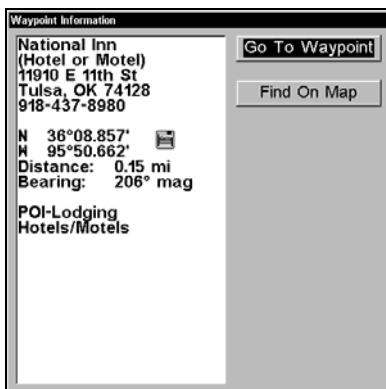 Waypoint Information
National Inn
(Hotel or Motel)
11910 E 11th St
Tulsa, OK 74128
918-437-8980
N 36°08.857'
W 95°50.662'
Distance: 0.15 mi
Bearing: 206° mag
POI-Lodging
Hotels/Motels
Go To Waypoint
Find On Map